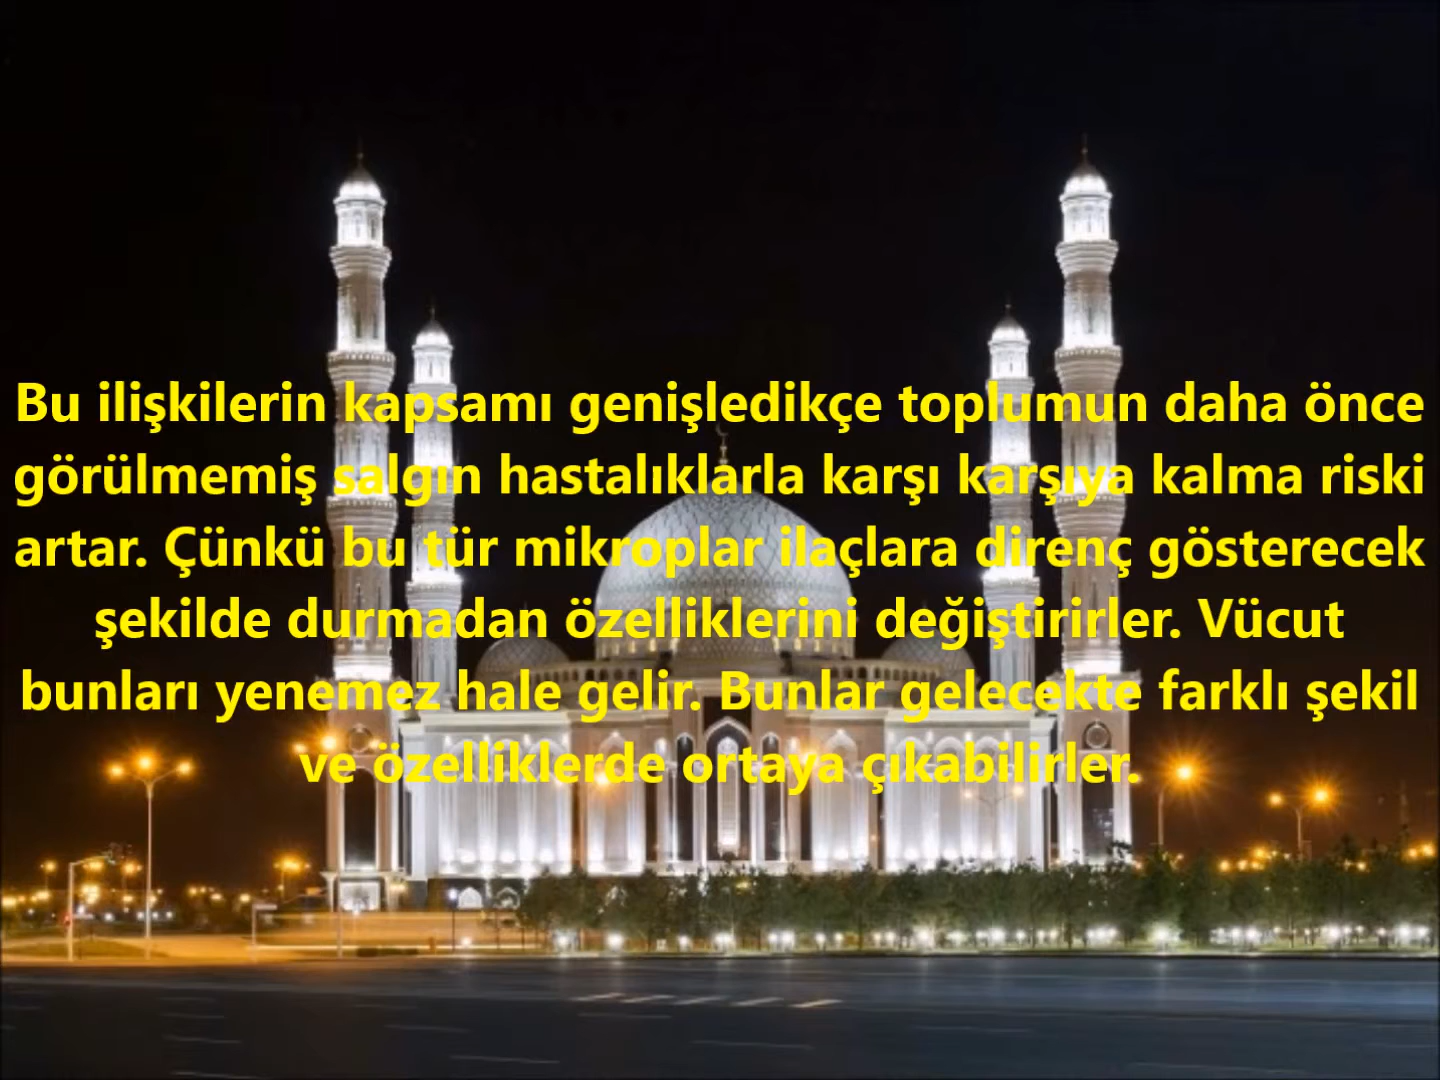 Bu ilişkilerin kapsamı genişledikçe toplumun daha önce
görülmemiş salgın hastalıklarla karşı karşıya kalma riski
artar. Çünkü bu tür mikroplar ilaçlara direnç gösterecek
şekilde durmadan özelliklerini değiştirirler. Vücut
bunları yenemez hale gelir. Bunlar gelecekte farklı şekil
ve özelliklerde ortaya çıkabilirler.